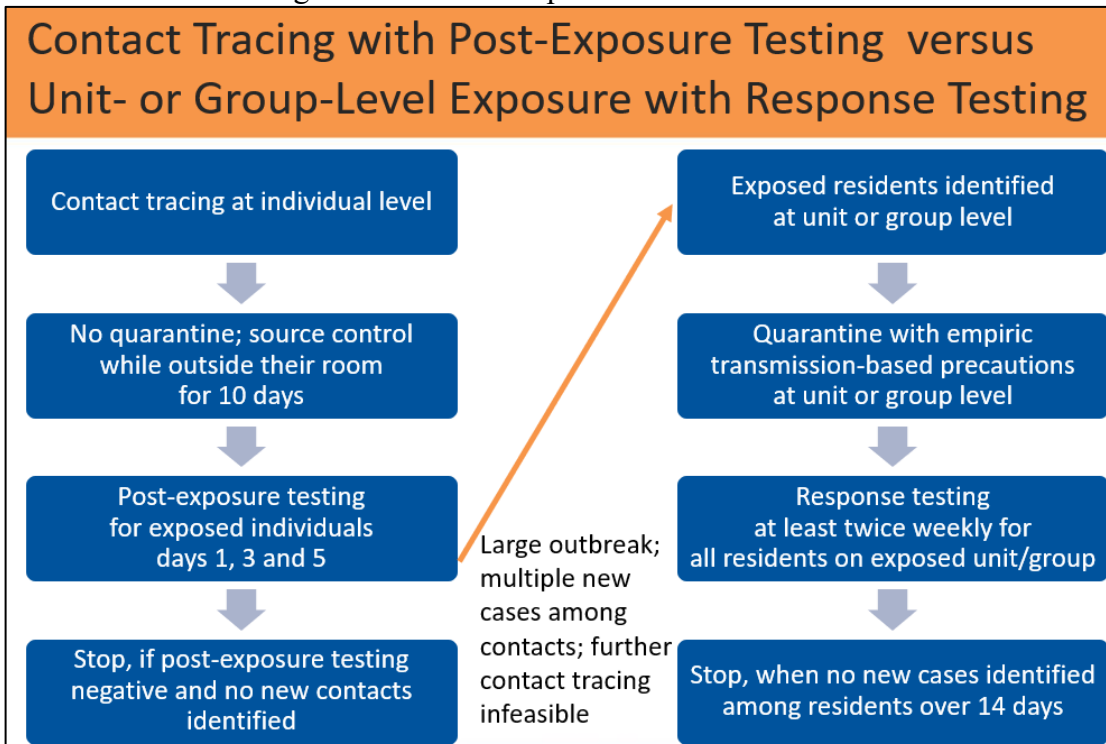 Contact Tracing with Post-Exposure Testing versus
Unit- or Group-Level Exposure with Response Testing
Contact tracing at individual level
No quarantine; source control
while outside their room
for 10 days
Post-exposure testing
for exposed individuals
days 1, 3 and 5
Stop, if post-exposure testing
negative and no new contacts
identified
Large outbreak;
multiple new
cases among
contacts; further
contact tracing
infeasible
Exposed residents identified
at unit or group level
Quarantine with empiric
transmission-based precautions
at unit or group level
Response testing
at least twice weekly for
all residents on exposed unit/group
Stop, when no new cases identified
among residents over 14 days